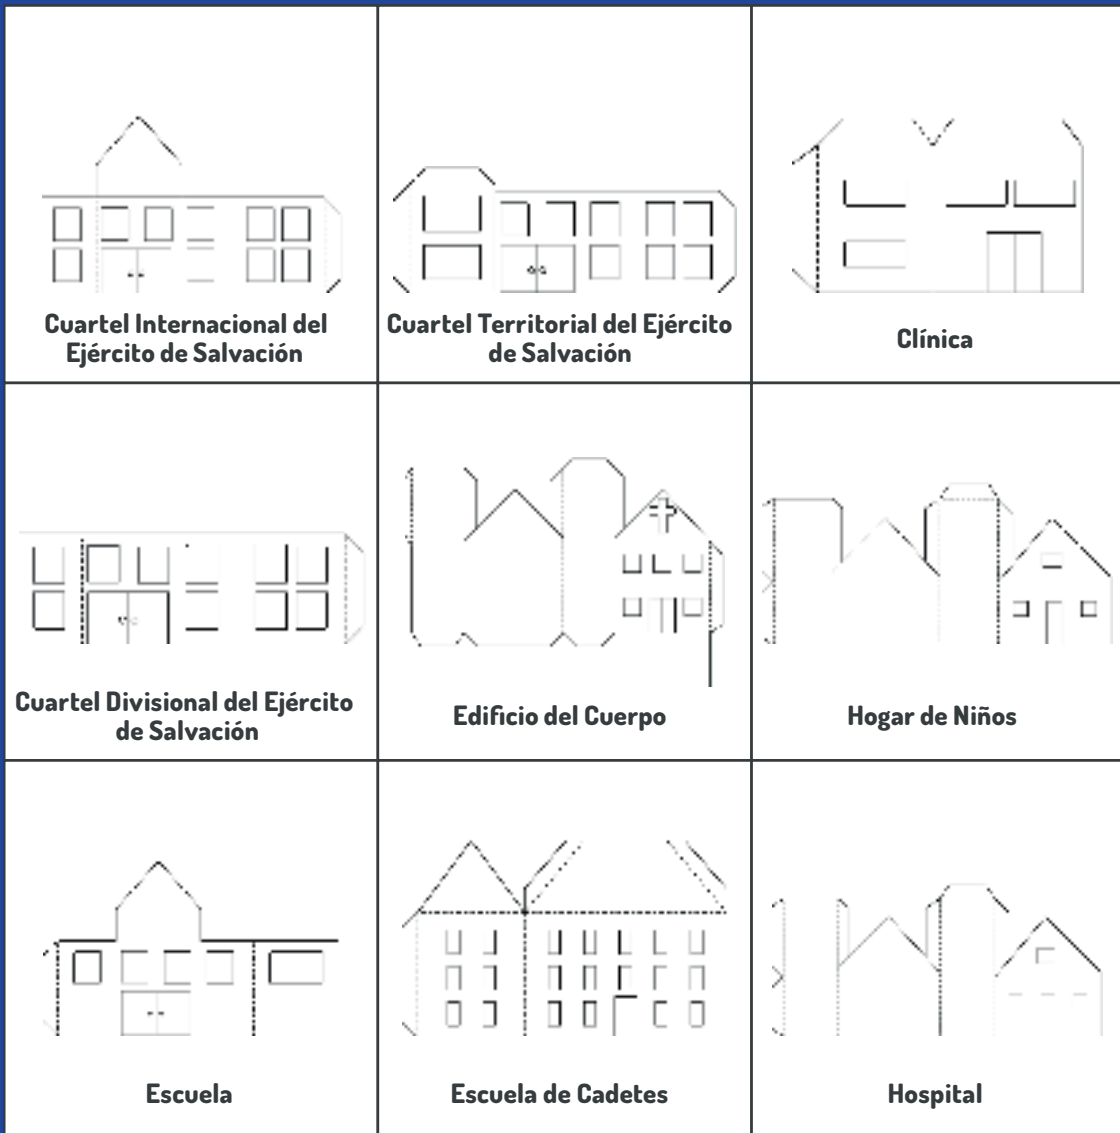 Cuartel Internacional del
Ejército de Salvación
Cuartel Territorial del Ejército
de Salvación
Clínica
Cuartel Divisional del Ejército
de Salvación
Edificio del Cuerpo
Hogar de Niños
Escuela
Escuela de Cadetes
Hospital